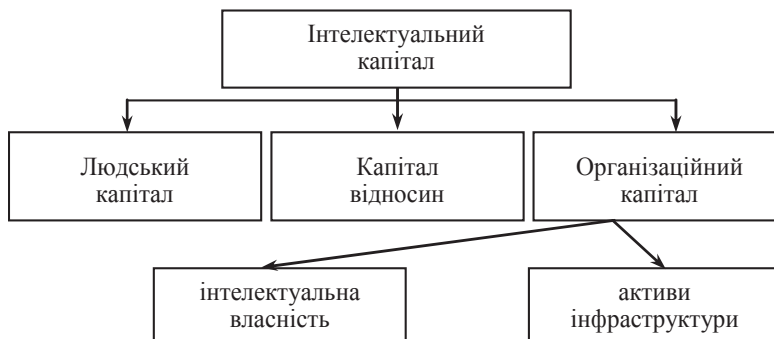 Інтелектуальний
капітал
Людський
капітал
Капітал
відносин
Організаційний
капітал
інтелектуальна
власність
активи
інфраструктури